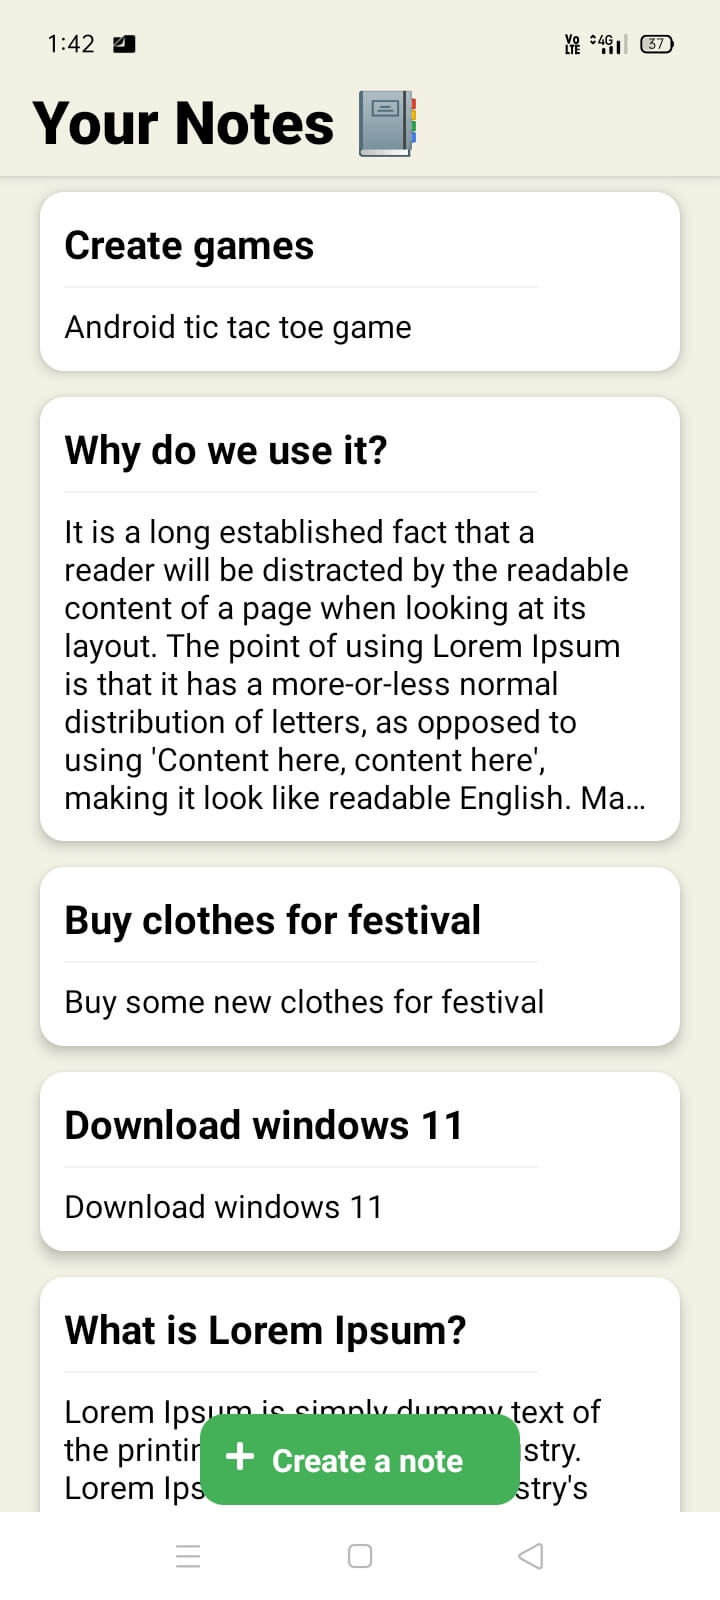 1:42
Vo LTE 4G 37
Your Notes
Create games
Android tic tac toe game
Why do we use it?
It is a long established fact that a
reader will be distracted by the readable
content of a page when looking at its
layout. The point of using Lorem Ipsum
is that it has a more-or-less normal
distribution of letters, as opposed to
using 'Content here, content here',
making it look like readable English. Ma...
Buy clothes for festival
Buy some new clothes for festival
Download windows 11
Download windows 11
What is Lorem Ipsum?
Lorem Ipsum is simply dummy text of
the stry.
Lorem stry's
+ Create a note